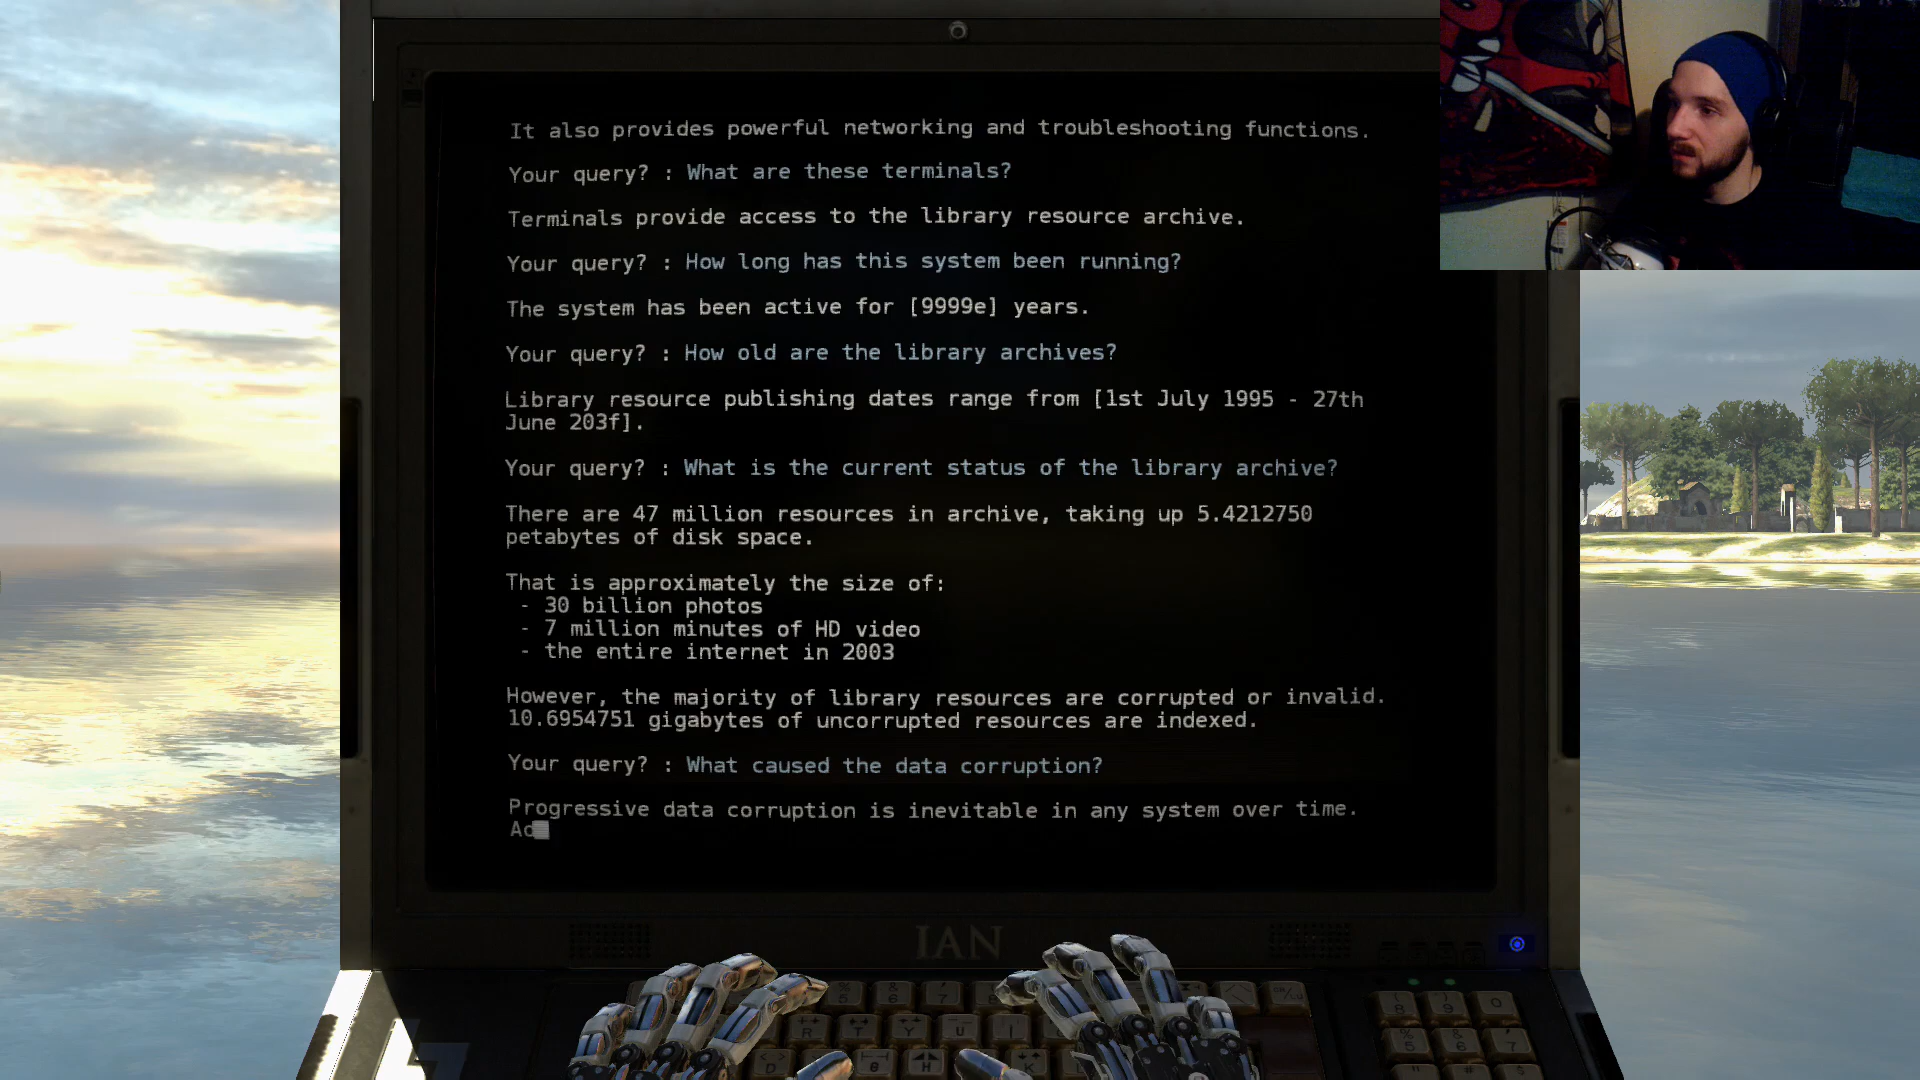 It also provides powerful networking and troubleshooting functions.
Your query? : What are these terminals?
Terminals provide access to the library resource archive.
Your query? : How long has this system been running?
The system has been active for [9999e] years.
Your query? : How old are the library archives?
Library resource publishing dates range from [1st July 1995 - 27th
June 203f].
Your query? : What is the current status of the library archive?
There are 47 million resources in archive, taking up 5.4212750
petabytes of disk space.
That is approximately the size of:
- 30 billion photos
- 7 million minutes of HD video
- the entire internet in 2003
However, the majority of library resources are corrupted or invalid.
10.6954751 gigabytes of uncorrupted resources are indexed.
Your query? : What caused the data corruption?
Progressive data corruption is inevitable in any system over time.
Ac
IAN